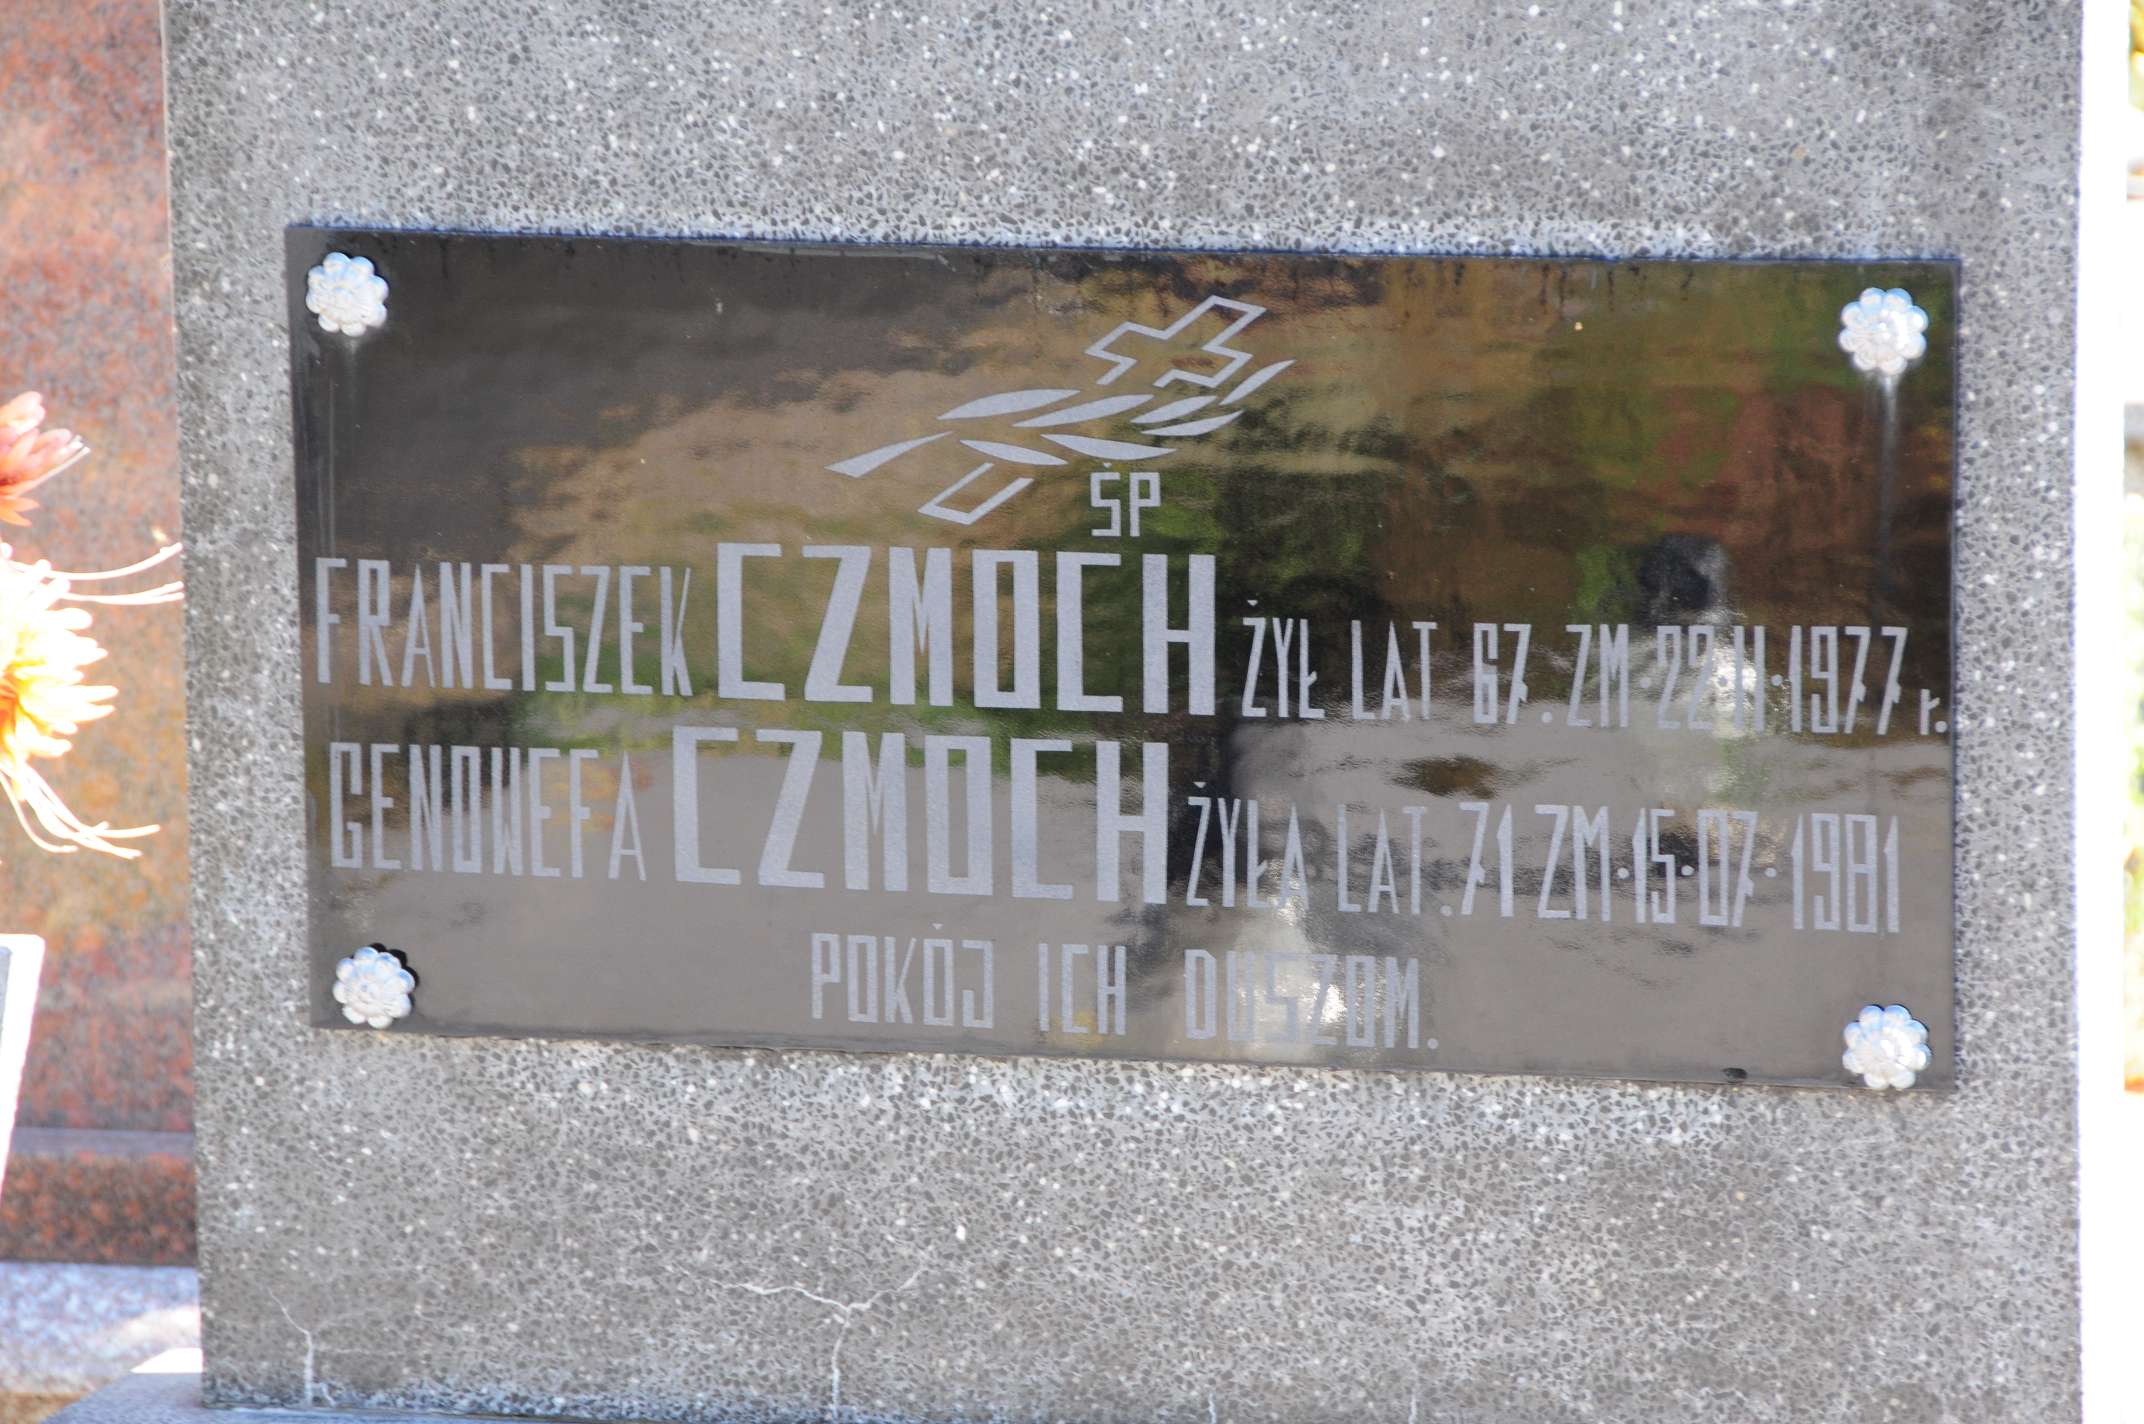 ŚP
FRANCISZEK CZMOCH ŻYŁ LAT 67. ZM·22·11·1977 r.
GENOWEFA CZMOCH ŻYŁA LAT. 71 ZM·15·07·1981
POKÓJ ICH DUSZOM.